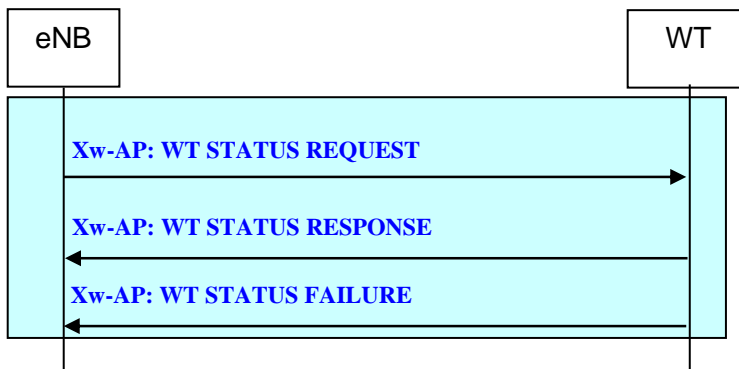 eNB
WT
Xw-AP: WT STATUS REQUEST
Xw-AP: WT STATUS RESPONSE
Xw-AP: WT STATUS FAILURE